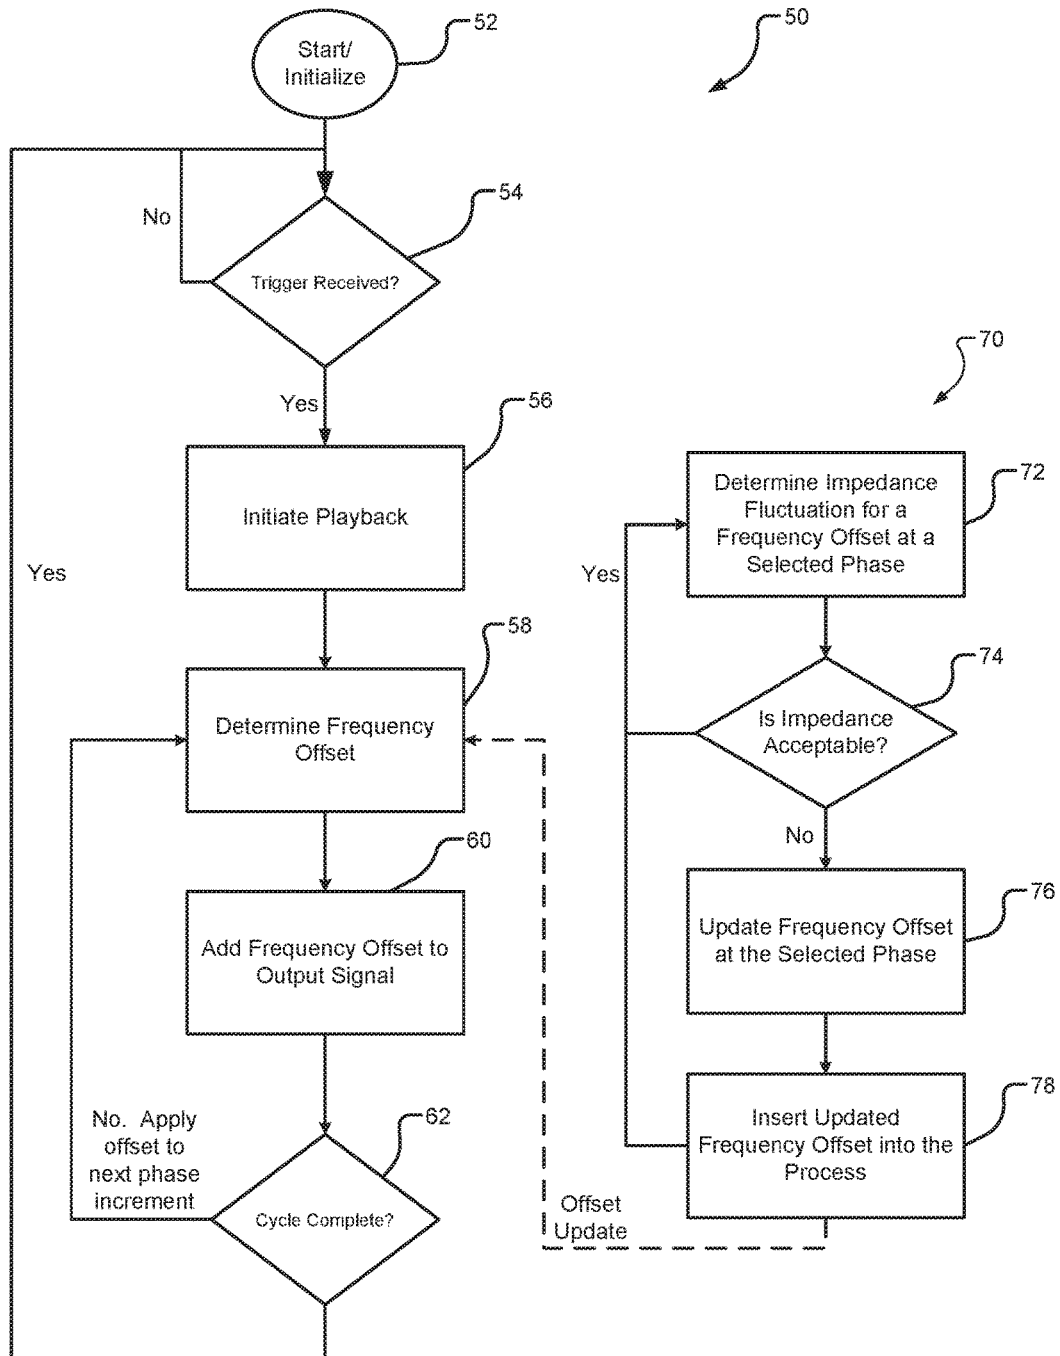 Start/
Initialize
52
50
54
No
Trigger Received?
Yes
56
Initiate Playback
Yes
58
Determine Frequency
Offset
60
Add Frequency Offset to
Output Signal
No. Apply
offset to
next phase
increment
62
Cycle Complete?
70
72
Determine Impedance
Fluctuation for a
Frequency Offset at a
Selected Phase
Yes
74
Is Impedance
Acceptable?
No
76
Update Frequency Offset
at the Selected Phase
78
Insert Updated
Frequency Offset into the
Process
Offset
Update